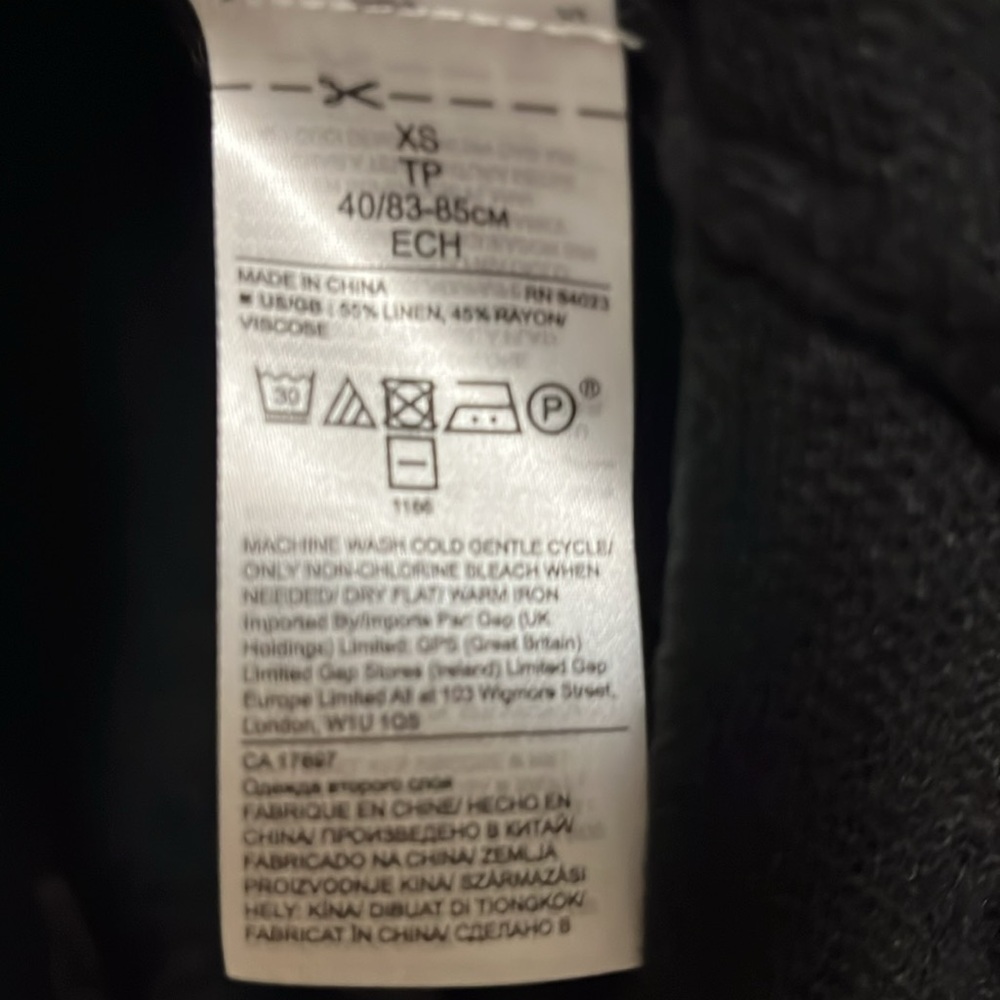 XS
TP
40/83-85CM
ECH
MADE IN CHINA RN 54023
US/GB : 55% LINEN, 45% RAYON/
VISCOSE
30
P ®
1166
MACHINE WASH COLD GENTLE CYCLE/
ONLY NON-CHLORINE BLEACH WHEN
NEEDED/ DRY FLAT/ WARM IRON
Imported By/Imports Par: Gap (UK
Holdings) Limited: GPS (Great Britain)
Limited Gap Stores (Ireland) Limited Gap
Europe Limited All at 103 Wigmore Street,
London, W1U 1QS
CA 17897
Одежда второго слоя
FABRIQUE EN CHINE/ HECHO EN
CHINA/ ПРОИЗВЕДЕНО В КИТАЙ/
FABRICADO NA CHINA/ ZEMLJA
PROIZVODNJE KINA/ SZÁRMAZÁSI
HELY: KÍNA/ DIBUAT DI TIONGKOK/
FABRICAT ÎN CHINA/ СДЕЛАНО В